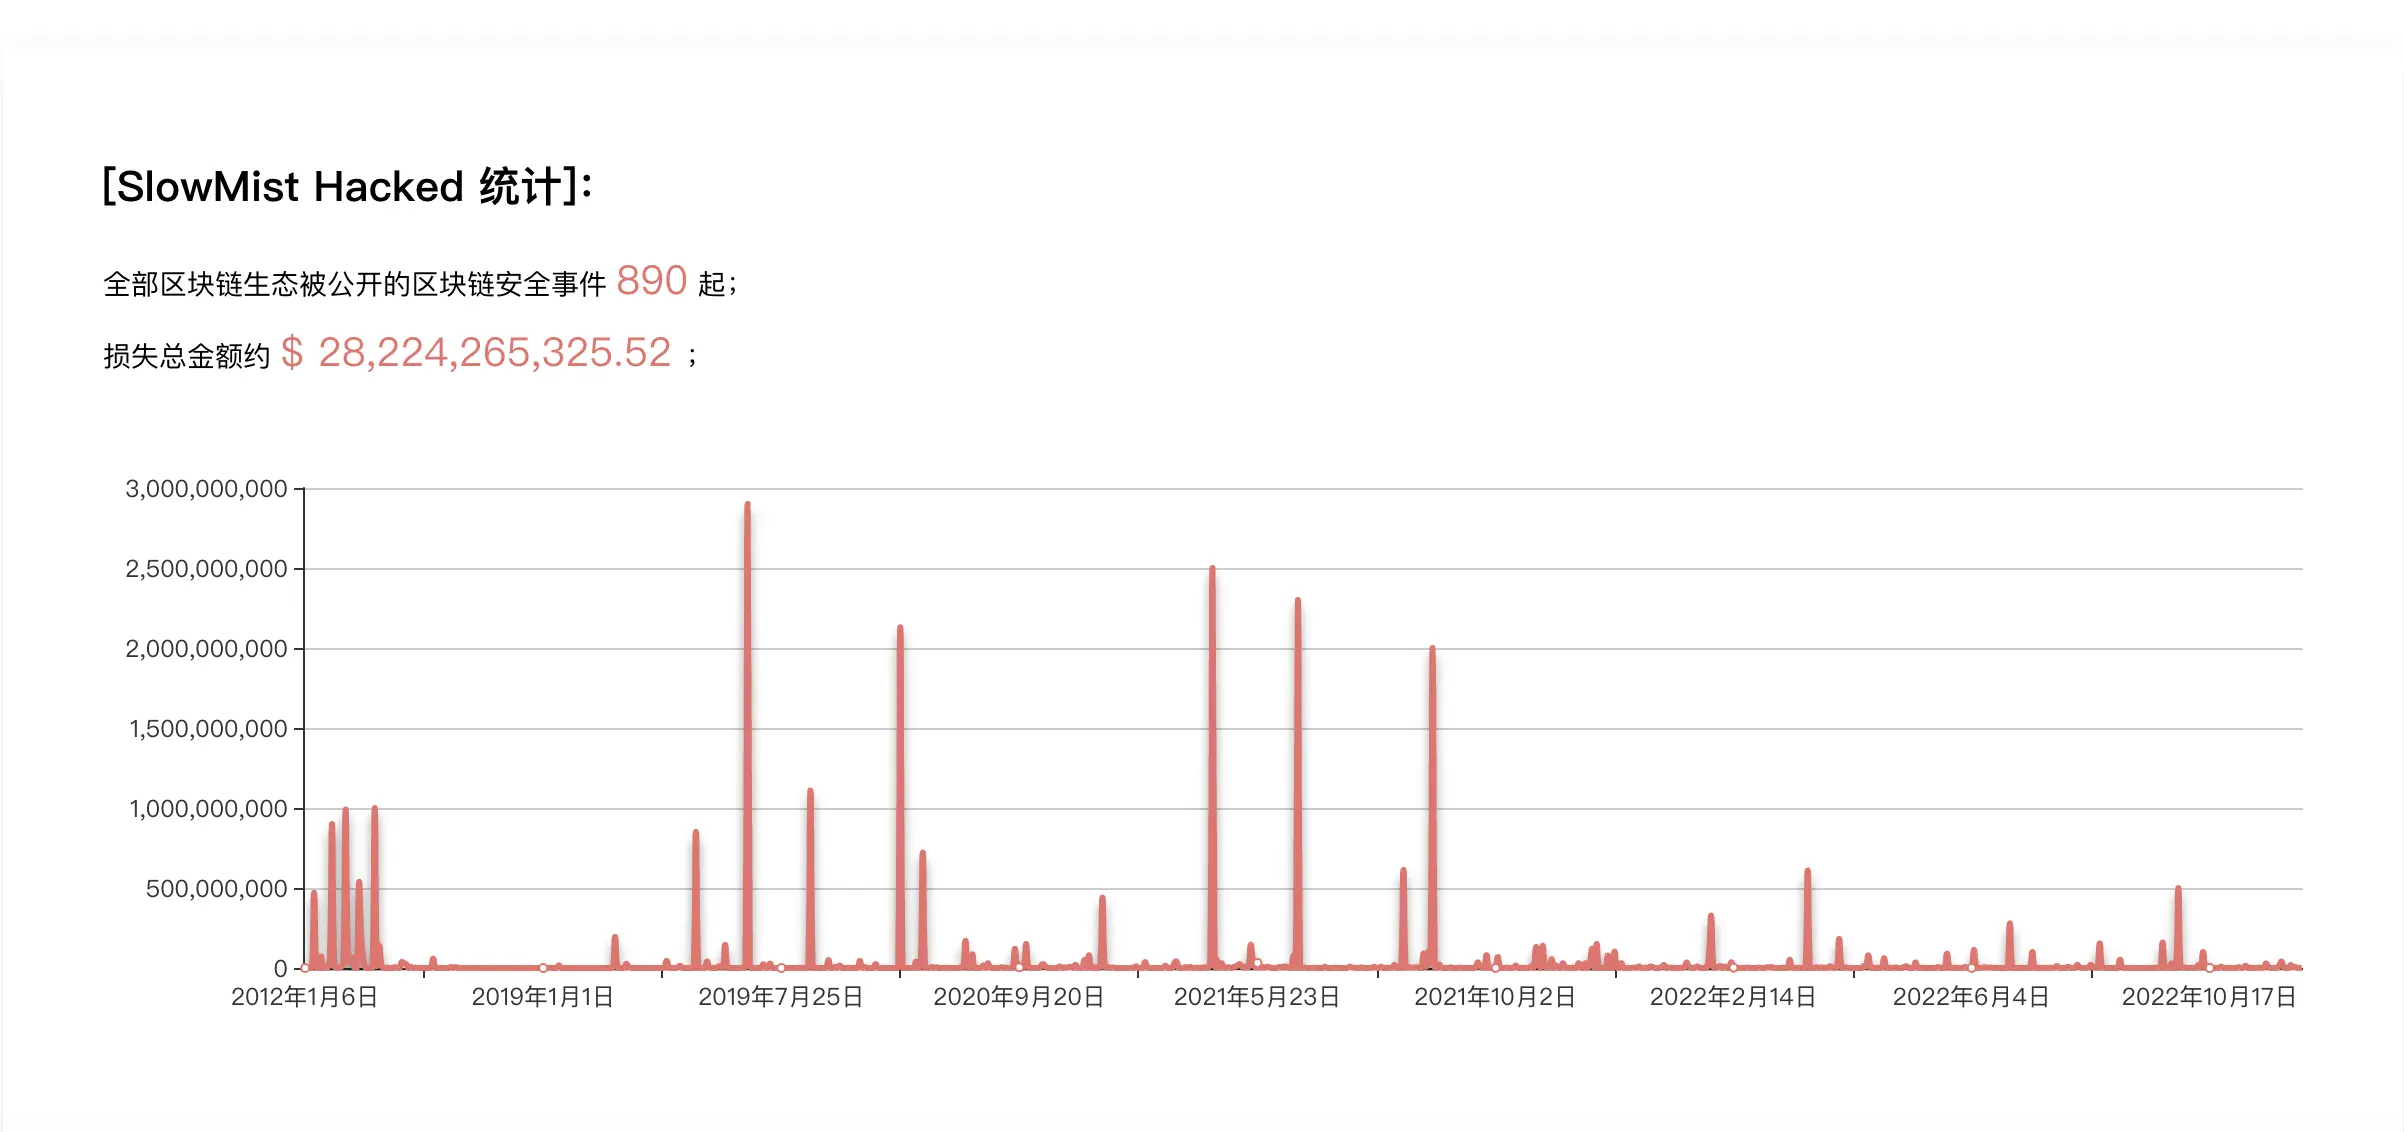 [SlowMist Hacked 统计]:
全部区块链生态被公开的区块链安全事件 890 起；
损失总金额约 $ 28,224,265,325.52 ；
3,000,000,000
2,500,000,000
2,000,000,000
1,500,000,000
1,000,000,000
500,000,000
0
2012年1月6日 2019年1月1日 2019年7月25日 2020年9月20日 2021年5月23日 2021年10月2日 2022年2月14日 2022年6月4日 2022年10月17日